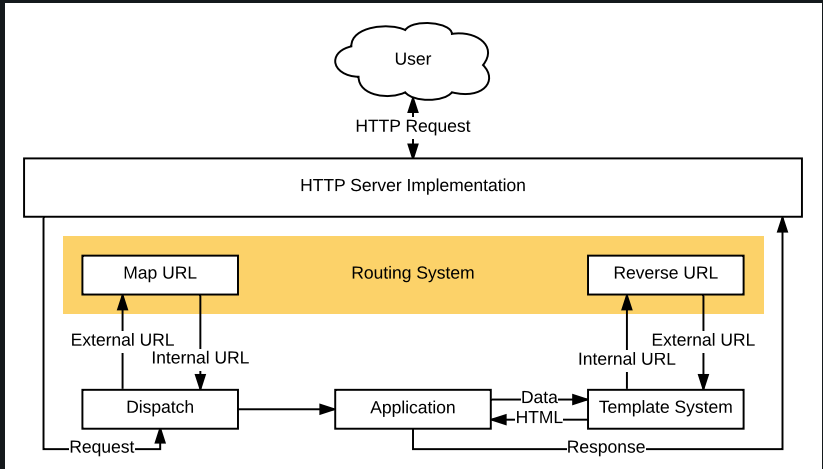 User
HTTP Request
HTTP Server Implementation
Map URL
Routing System
Reverse URL
External URL
Internal URL
External URL
Internal URL
Dispatch
Application
Data
HTML
Template System
Request
Response